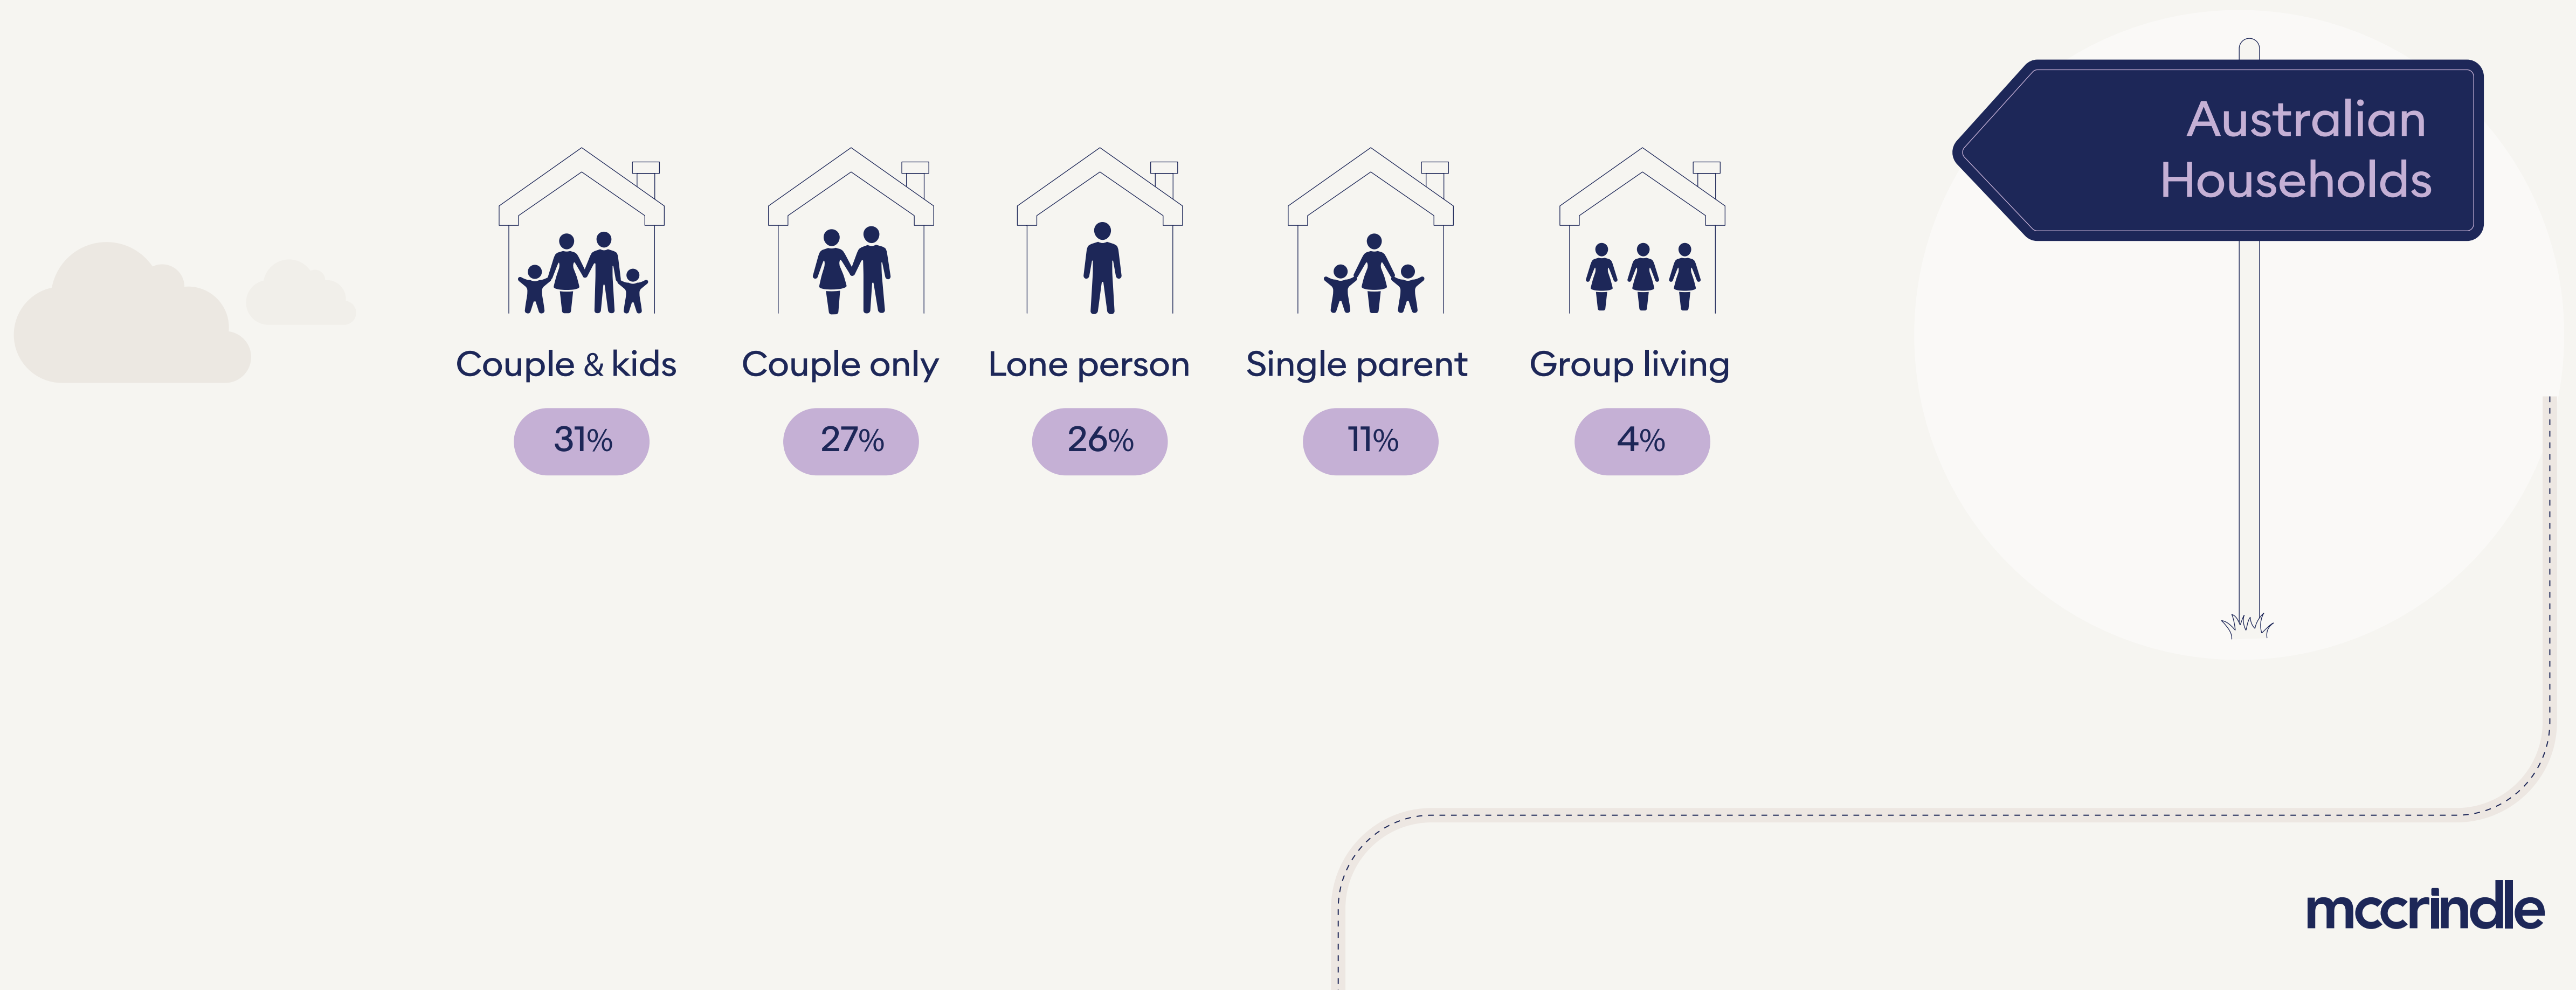 Australian
Households
Couple & kids
31%
Couple only
27%
Lone person
26%
Single parent
11%
Group living
4%
mccrindle